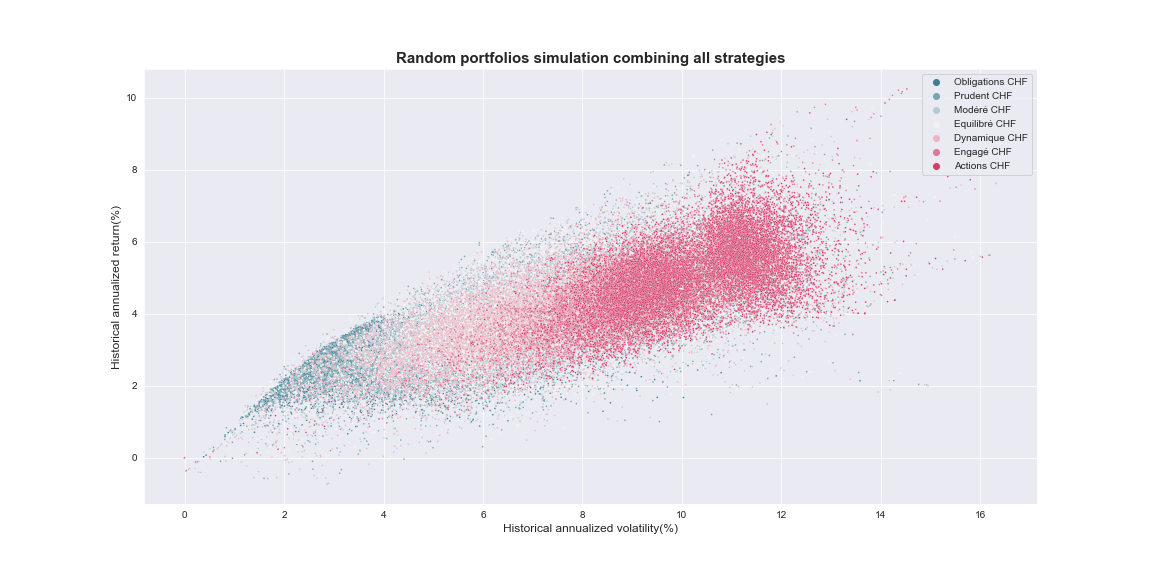 Random portfolios simulation combining all strategies
Obligations CHF
Prudent CHF
Modéré CHF
Equilibré CHF
Dynamique CHF
Engagé CHF
Actions CHF
Historical annualized return(%)
10
8
6
4
2
0
0 2 4 6 8 10 12 14 16
Historical annualized volatility(%)